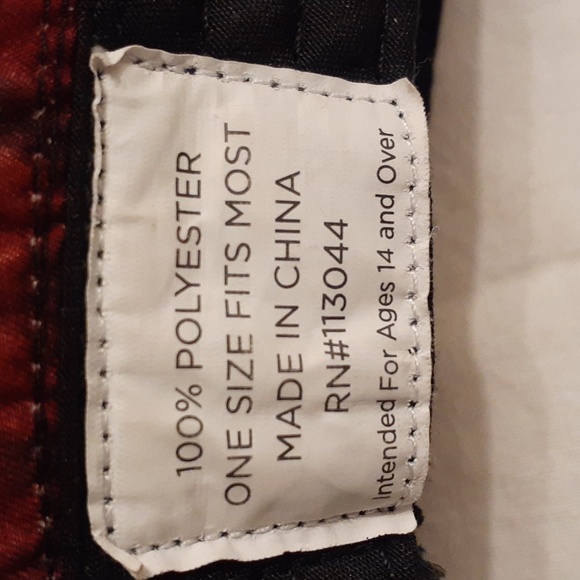 100% POLYESTER
ONE SIZE FITS MOST
MADE IN CHINA
RN#113044
Intended For Ages 14 and Over